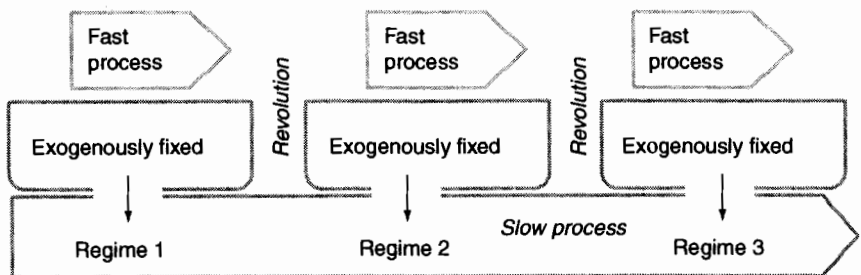 Fast
process
Fast
process
Fast
process
Revolution
Revolution
Exogenously fixed
Exogenously fixed
Exogenously fixed
Slow process
Regime 1
Regime 2
Regime 3